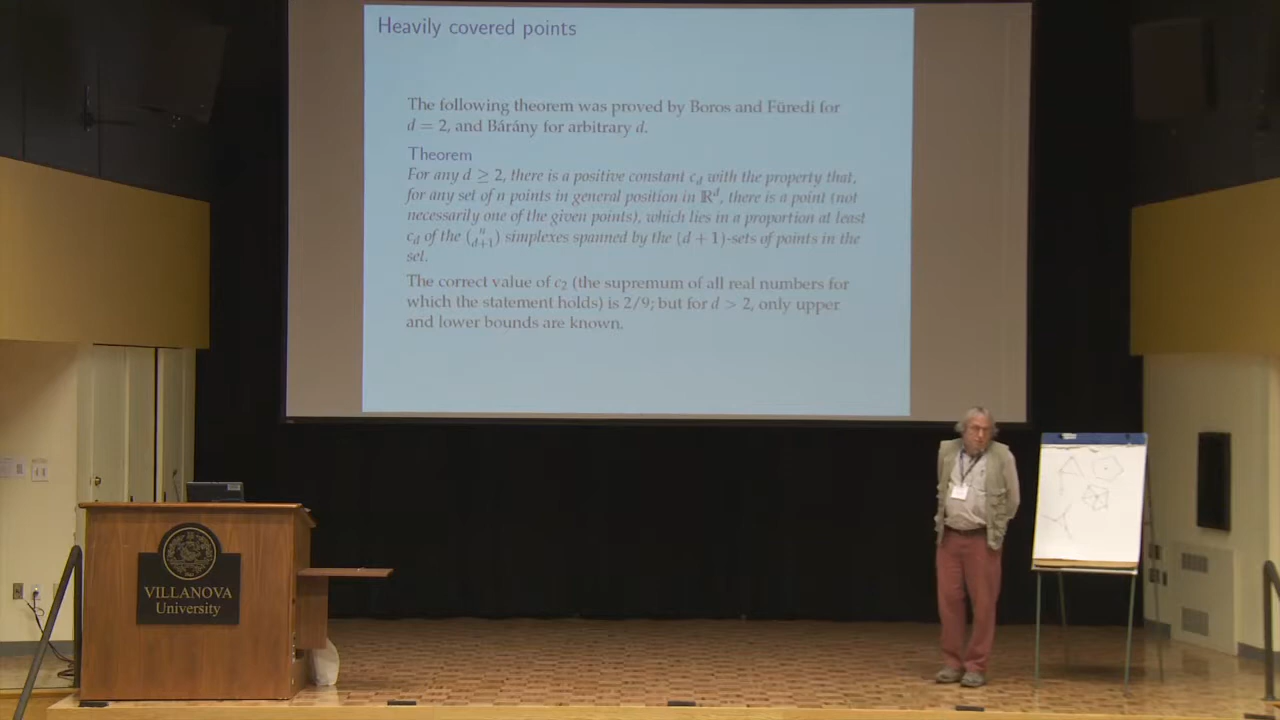 Heavily covered points
The following theorem was proved by Boros and Füredi for
d = 2, and Bárány for arbitrary d.
Theorem
For any d ≥ 2, there is a positive constant c_d with the property that,
for any set of n points in general position in ℝ^d, there is a point (not
necessarily one of the given points), which lies in a proportion at least
c_d of the (n d+1) simplexes spanned by the (d + 1)-sets of points in the
set.
The correct value of c_2 (the supremum of all real numbers for
which the statement holds) is 2/9; but for d > 2, only upper
and lower bounds are known.
VILLANOVA
University